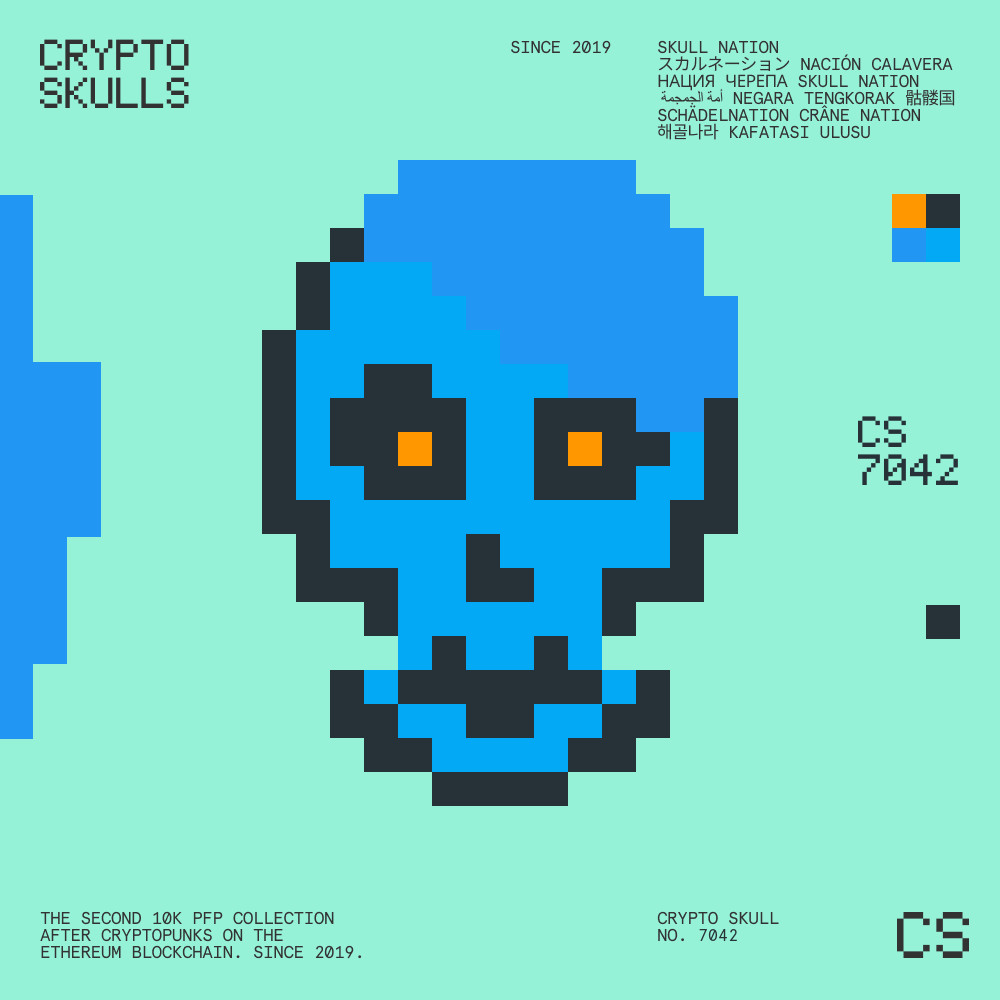 CRYPTO
SKULLS
SINCE 2019
SKULL NATION
スカルネーション NACIÓN CALAVERA
НАЦИЯ ЧЕРЕПА SKULL NATION
أمة الجمجمة NEGARA TENGKORAK 骷髅国
SCHÄDELNATION CRÂNE NATION
해골나라 KAFATASI ULUSU
CS
7042
THE SECOND 10K PFP COLLECTION
AFTER CRYPTOPUNKS ON THE
ETHEREUM BLOCKCHAIN. SINCE 2019.
CRYPTO SKULL
NO. 7042
CS